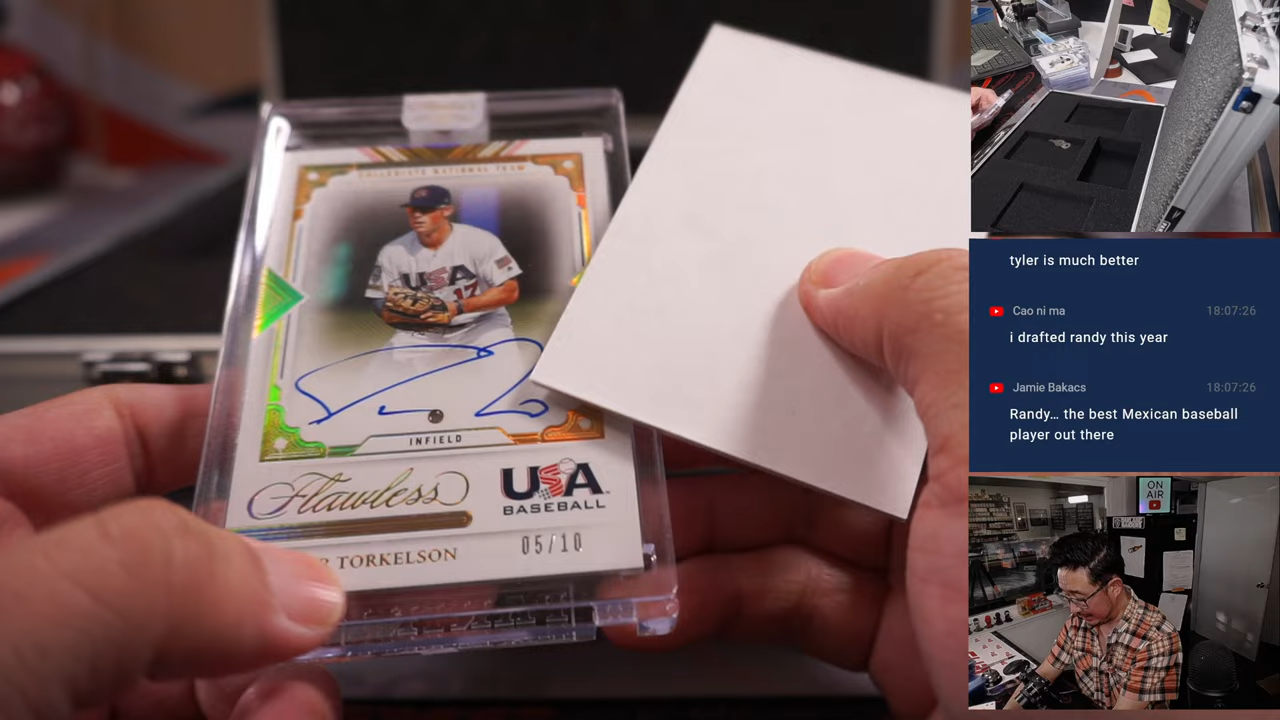 COLLEGIATE NATIONAL TEAM
USA
17
INFIELD
Flawless
USA
BASEBALL
TORKELSON
05/10
tyler is much better
Cao ni ma 18:07:26
i drafted randy this year
Jamie Bakacs 18:07:26
Randy… the best Mexican baseball
player out there
ON
AIR